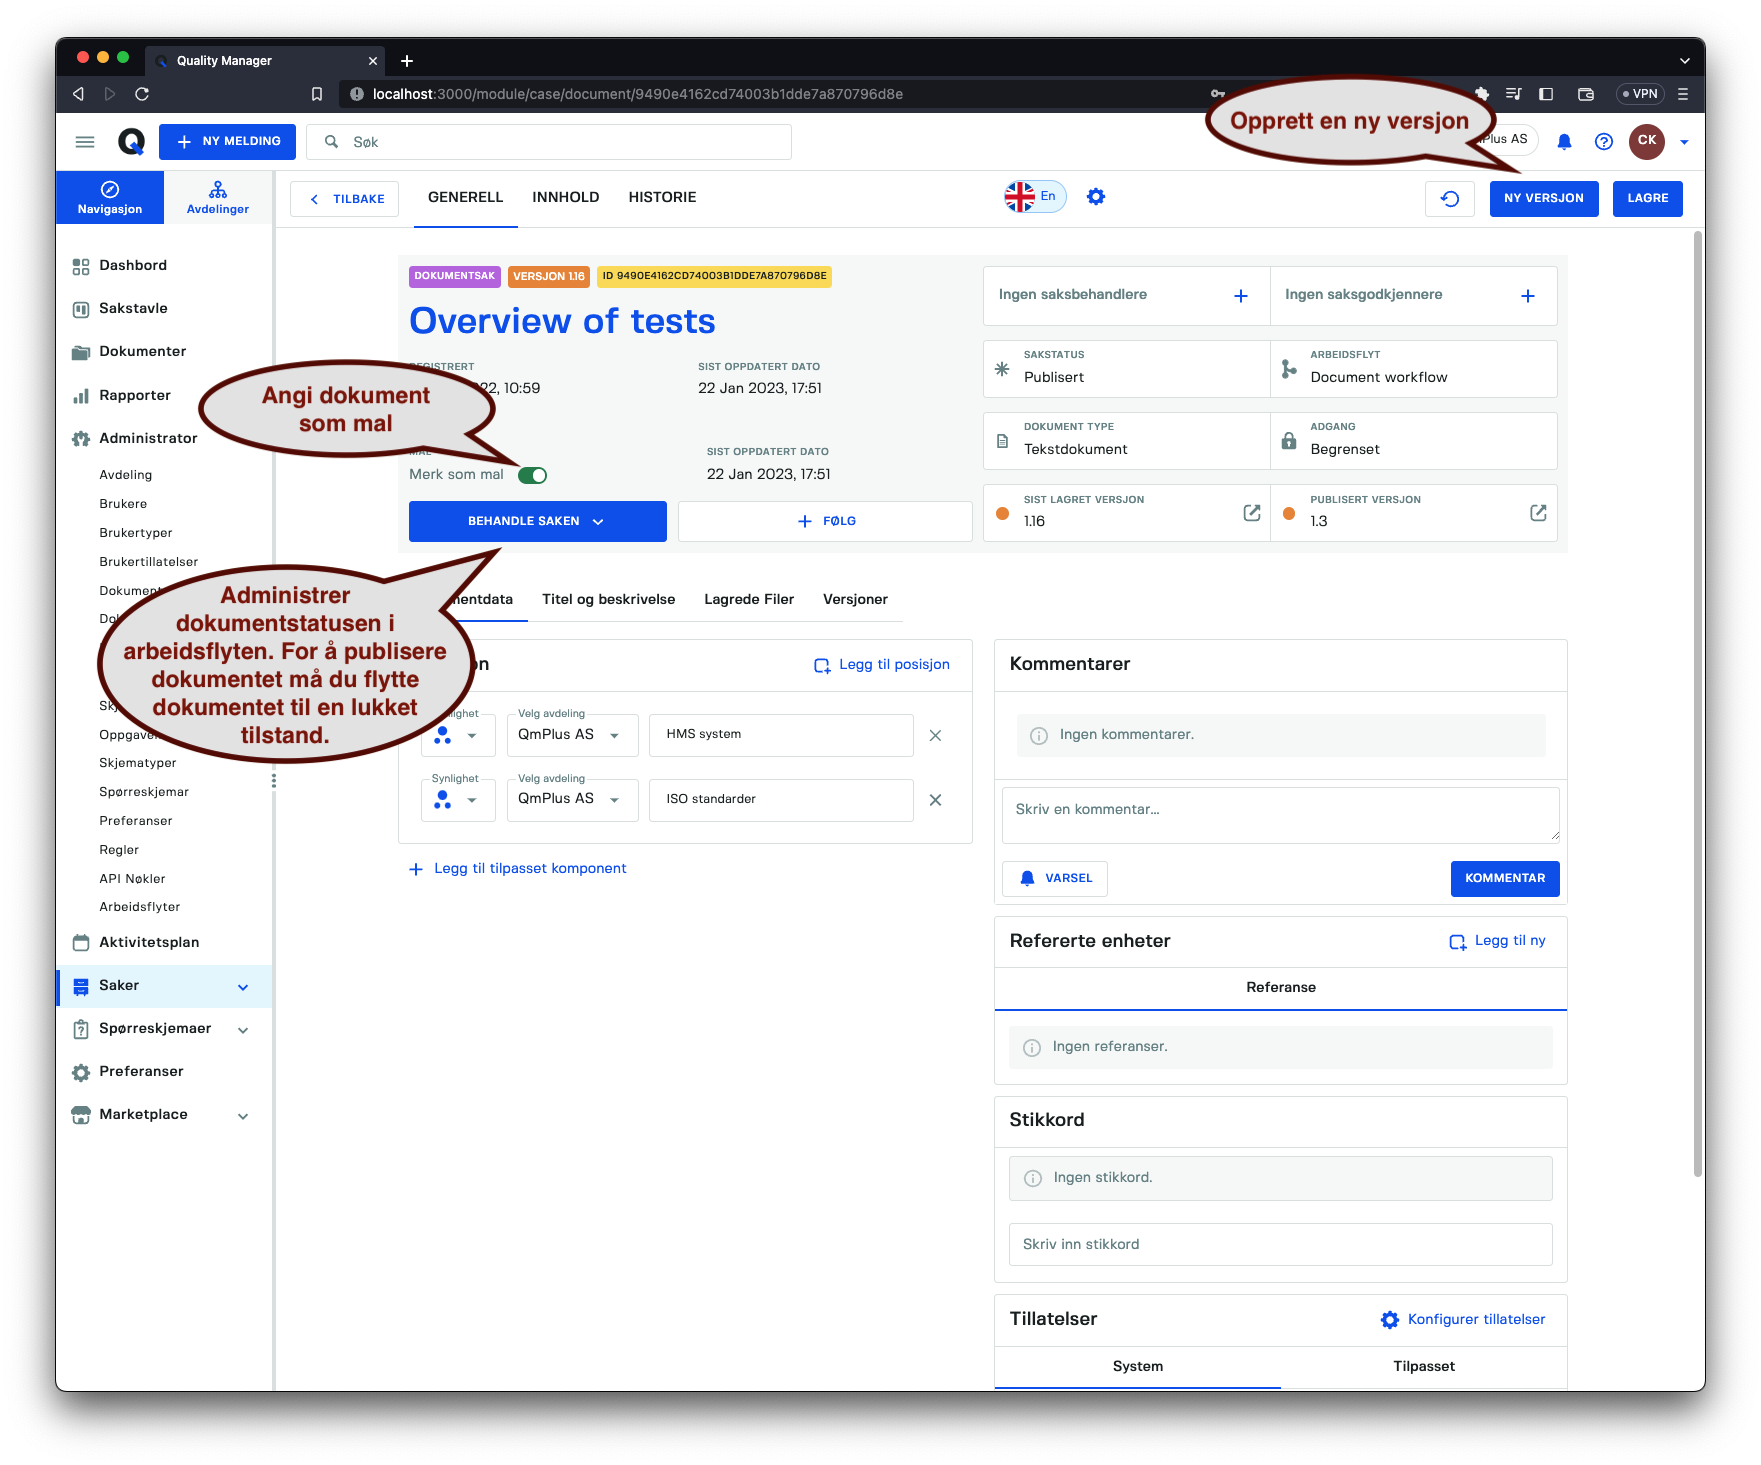 Quality Manager
localhost:3000/module/case/document/9490e4162cd74003b1dde7a870796d8e
VPN
Opprett en ny versjon
NY MELDING
Søk
Plus AS
CK
Navigasjon
Avdelinger
TILBAKE
GENERELL
INNHOLD
HISTORIE
En
NY VERSJON
LAGRE
Dashbord
Sakstavle
Dokumenter
Rapporter
Administrator
Avdeling
Brukere
Brukertyper
Brukertillatelser
Skjematyper
Spørreskjemar
Preferanser
Regler
API Nøkler
Arbeidsflyter
Aktivitetsplan
Saker
Spørreskjemaer
Preferanser
Marketplace
DOKUMENTSAK
VERSJON 1.16
ID 9490E4162CD74003B1DDE7A870796D8E
Overview of tests
SIST OPPDATERT DATO
22, 10:59
22 Jan 2023, 17:51
Angi dokument
som mal
SIST OPPDATERT DATO
Merk som mal
22 Jan 2023, 17:51
BEHANDLE SAKEN
FØLG
Ingen saksbehandlere
Ingen saksgodkjennere
SAKSTATUS
Publisert
ARBEIDSFLYT
Document workflow
DOKUMENT TYPE
Tekstdokument
ADGANG
Begrenset
SIST LAGRET VERSJON
1.16
PUBLISERT VERSJON
1.3
Administrer
dokumentstatusen i
arbeidsflyten. For å publisere
dokumentet må du flytte
dokumentet til en lukket
tilstand.
Titel og beskrivelse
Lagrede Filer
Versjoner
Legg til posisjon
Velg avdeling
QmPlus AS
HMS system
Synlighet
Velg avdeling
QmPlus AS
ISO standarder
Legg til tilpasset komponent
Kommentarer
Ingen kommentarer.
Skriv en kommentar...
VARSEL
KOMMENTAR
Refererte enheter
Legg til ny
Referanse
Ingen referanser.
Stikkord
Ingen stikkord.
Skriv inn stikkord
Tillatelser
Konfigurer tillatelser
System
Tilpasset